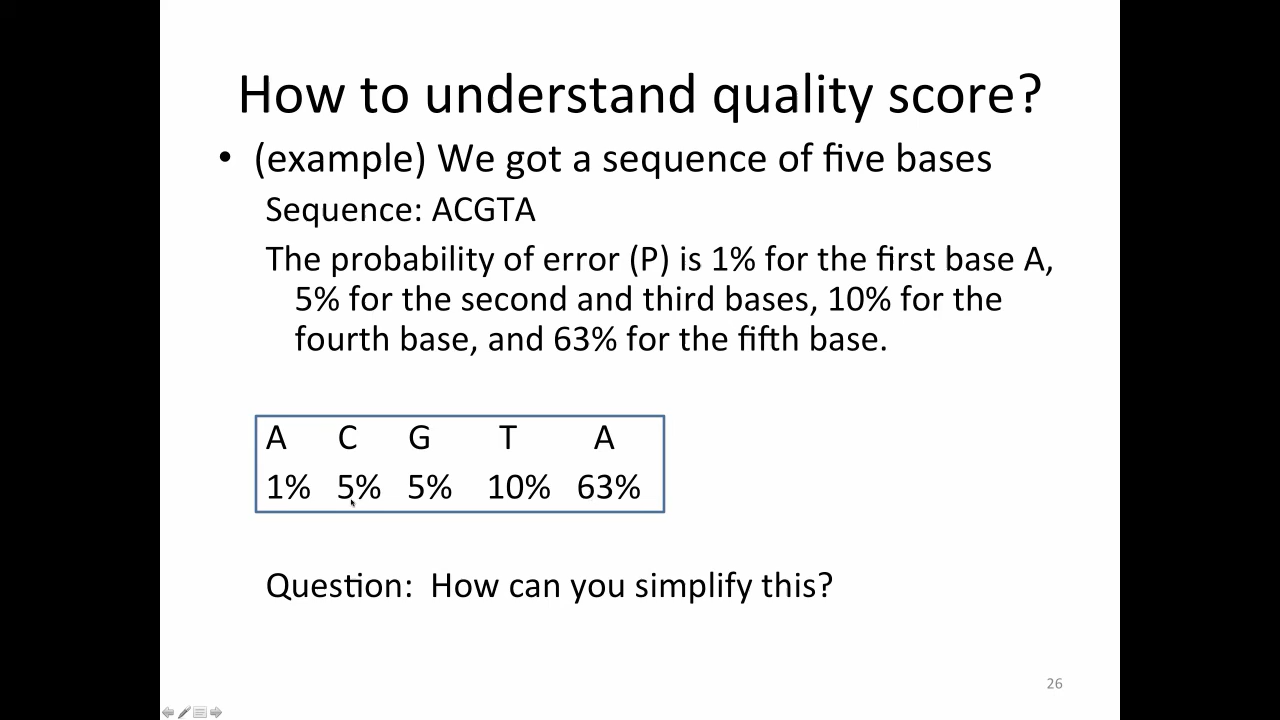 How to understand quality score?
• (example) We got a sequence of five bases
Sequence: ACGTA
The probability of error (P) is 1% for the first base A,
5% for the second and third bases, 10% for the
fourth base, and 63% for the fifth base.
A C G T A
1% 5% 5% 10% 63%
Question: How can you simplify this?
26